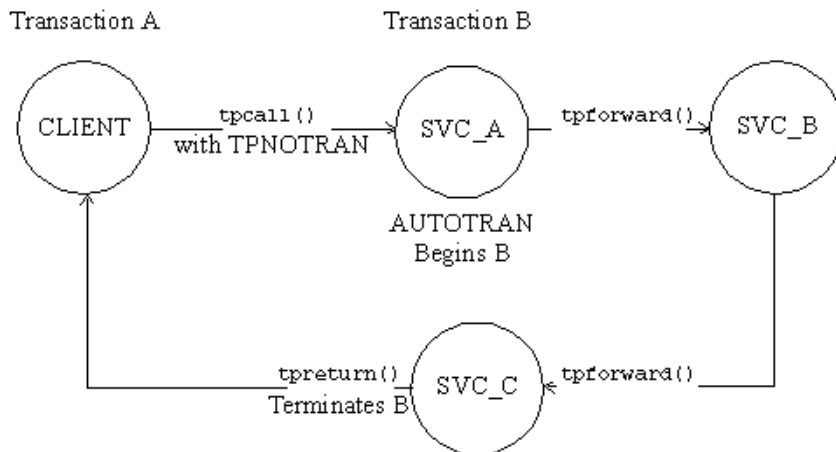 Transaction A
Transaction B
CLIENT
tpcall()
with TPNOTRAN
SVC_A
tpforward()
SVC_B
AUTOTRAN
Begins B
tpreturn()
Terminates B
SVC_C
tpforward()